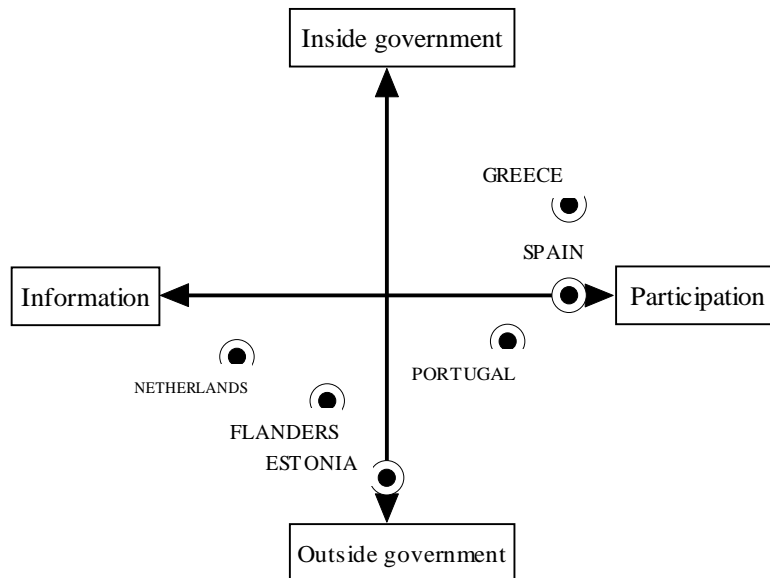 Inside government
GREECE
SPAIN
Information
Participation
PORTUGAL
NETHERLANDS
FLANDERS
ESTONIA
Outside government